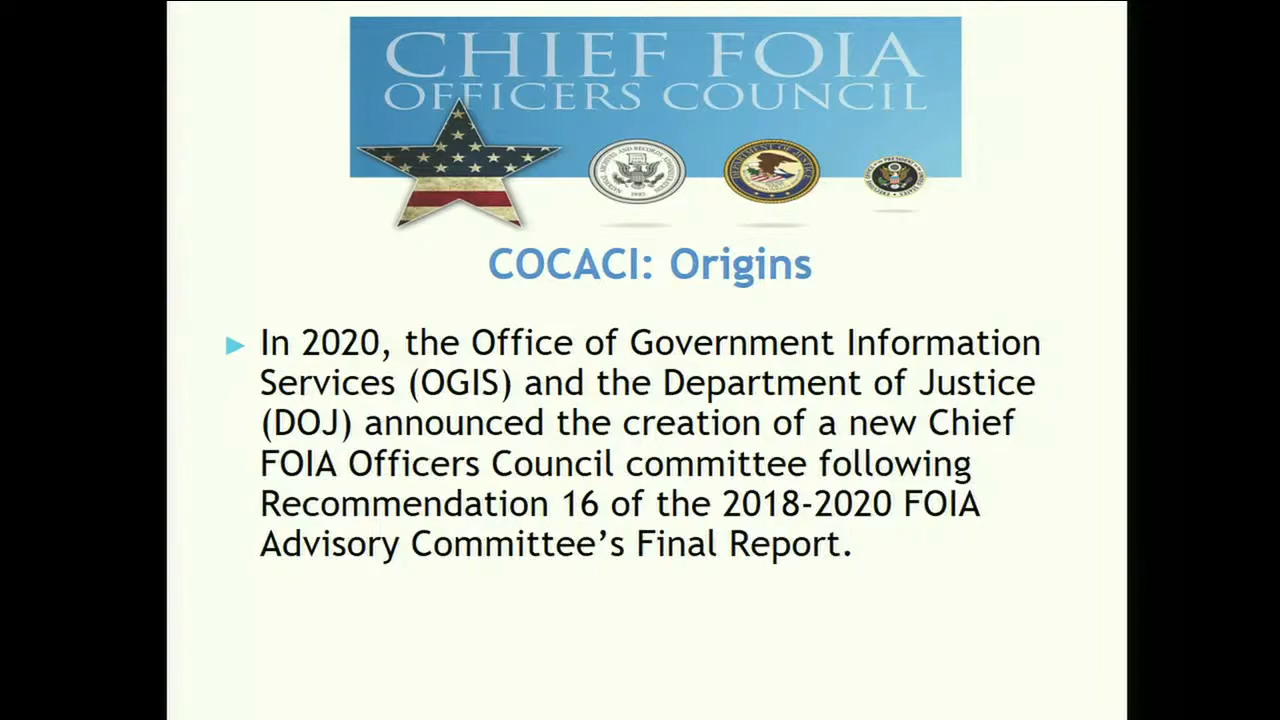 CHIEF FOIA
OFFICERS COUNCIL
COCACI: Origins
In 2020, the Office of Government Information
Services (OGIS) and the Department of Justice
(DOJ) announced the creation of a new Chief
FOIA Officers Council committee following
Recommendation 16 of the 2018-2020 FOIA
Advisory Committee’s Final Report.